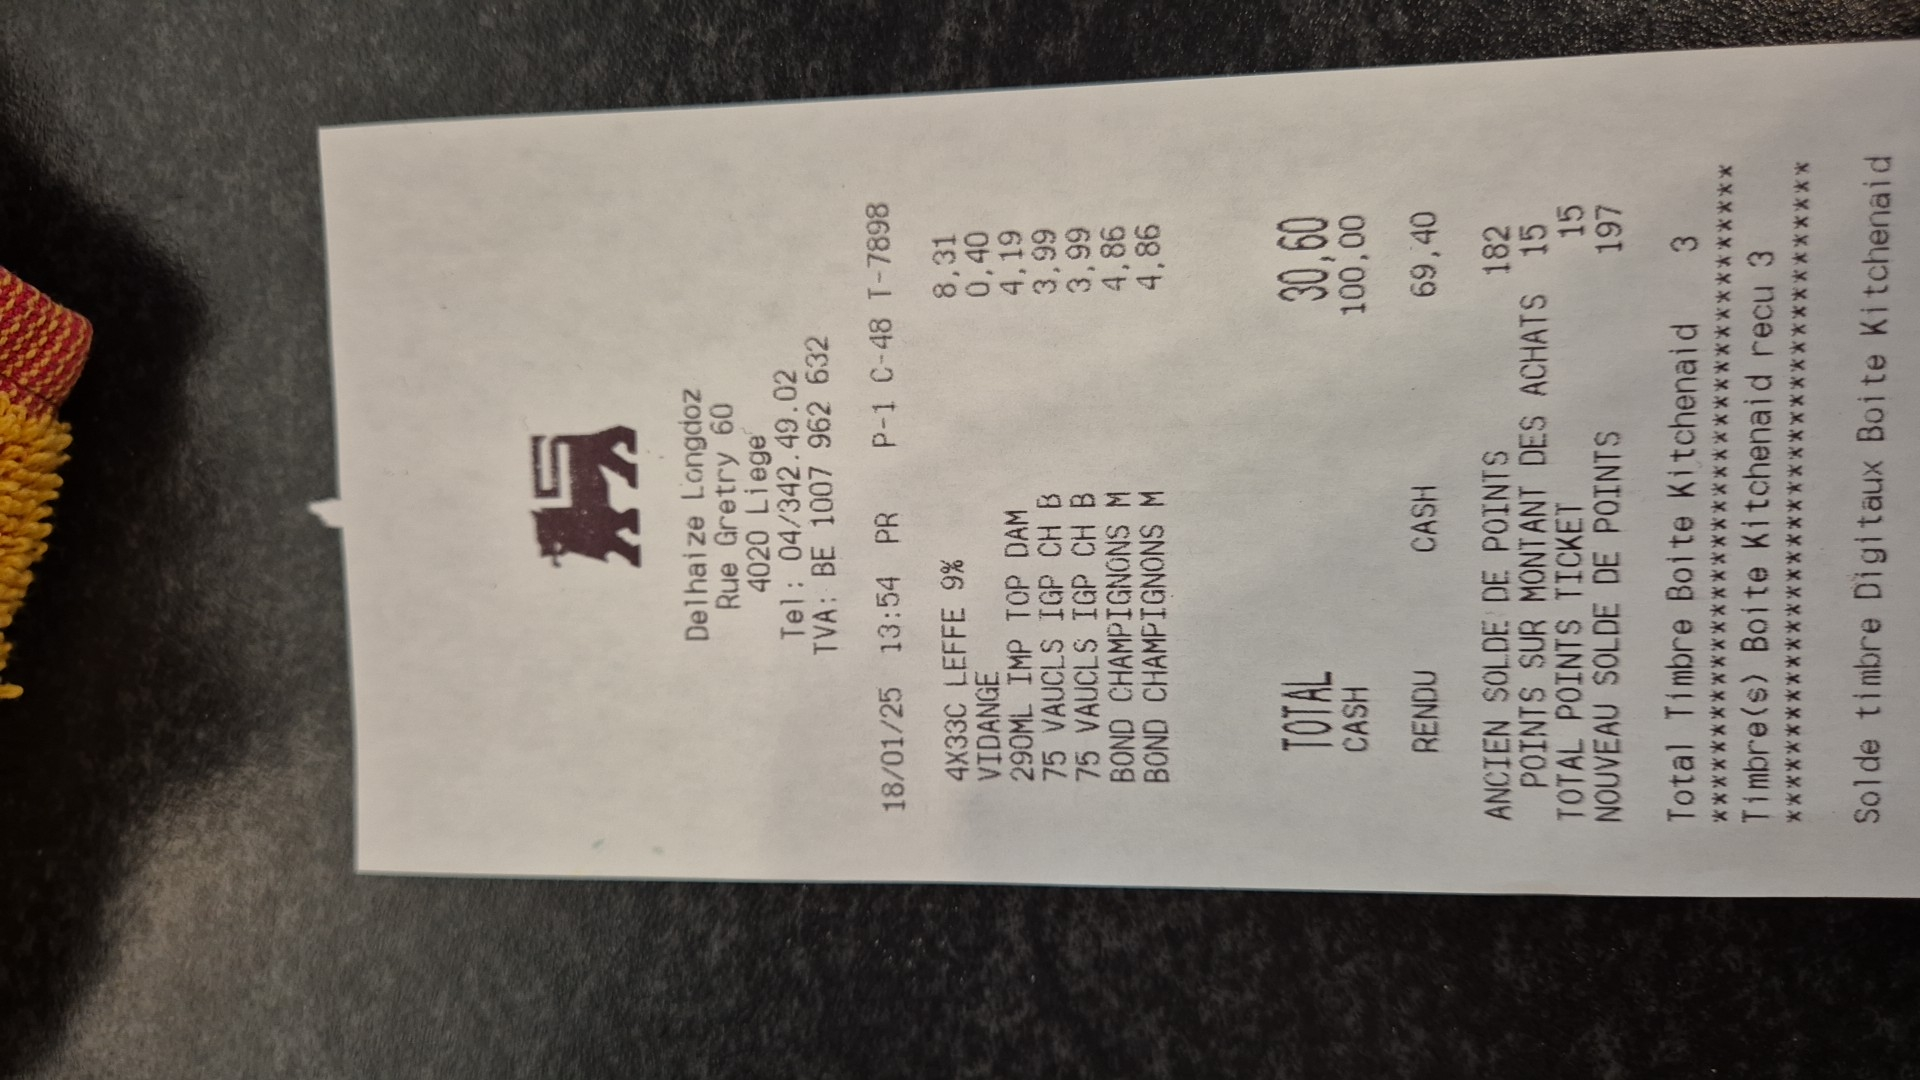 Delhaize Longdoz
Rue Gretry 60
4020 Liege
Tel : 04/342.49.02
TVA: BE 1007 962 632
18/01/25 13:54 PR P-1 C-48 T-7898
4X33C LEFFE 9% 8,31
VIDANGE 0,40
290ML IMP TOP DAM 4,19
75 VAUCLS IGP CH B 3,99
75 VAUCLS IGP CH B 3,99
BOND CHAMPIGNONS M 4,86
BOND CHAMPIGNONS M 4,86
TOTAL 30,60
CASH 100,00
RENDU CASH 69,40
ANCIEN SOLDE DE POINTS 182
POINTS SUR MONTANT DES ACHATS 15
TOTAL POINTS TICKET 15
NOUVEAU SOLDE DE POINTS 197
Total Timbre Boite Kitchenaid 3
****************************************
Timbre(s) Boite Kitchenaid recu 3
****************************************
Solde timbre Digitaux Boite Kitchenaid